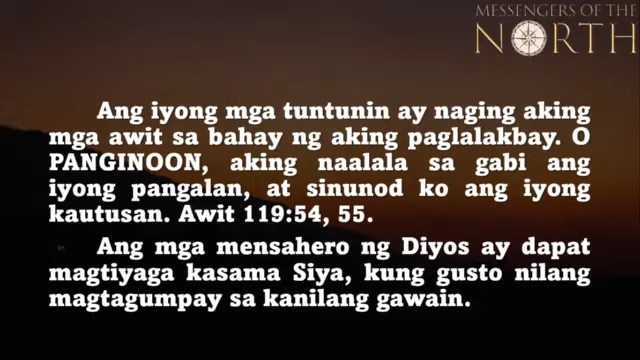 MESSENGERS OF THE
NORTH
Ang iyong mga tuntunin ay naging aking
mga awit sa bahay ng aking paglalakbay. O
PANGINOON, aking naalala sa gabi ang
iyong pangalan, at sinunod ko ang iyong
kautusan. Awit 119:54, 55.
Ang mga mensahero ng Diyos ay dapat
magtiyaga kasama Siya, kung gusto nilang
magtagumpay sa kanilang gawain.